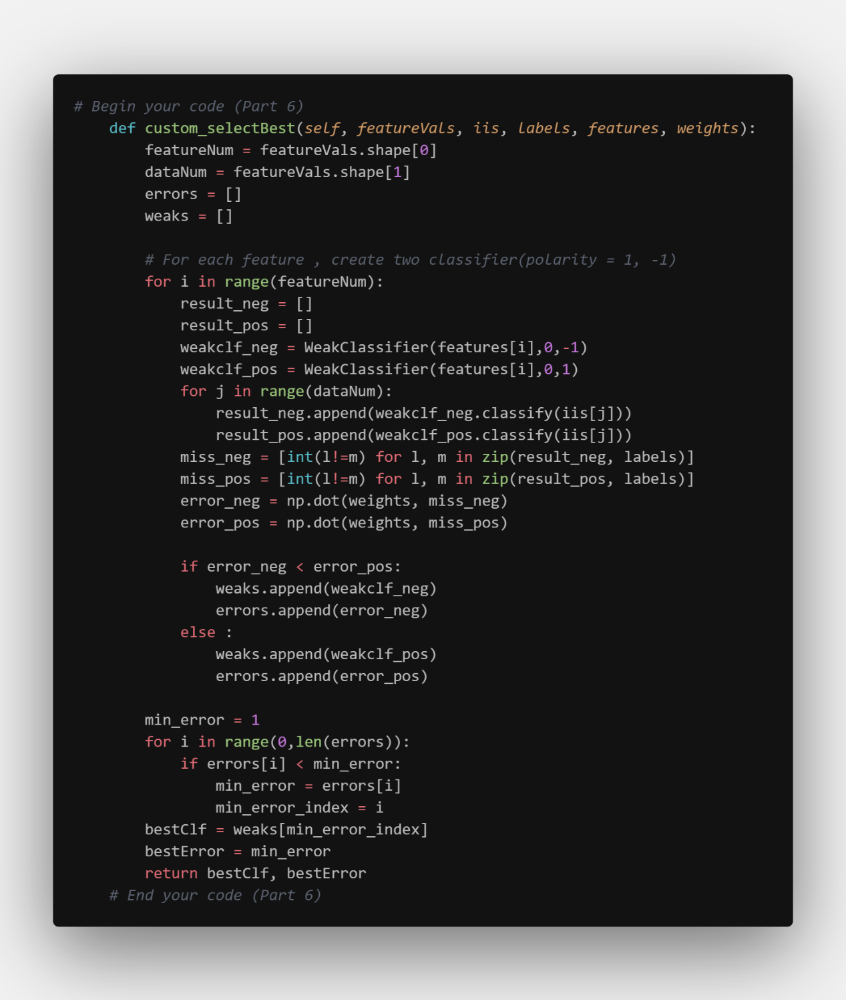 # Begin your code (Part 6)
    def custom_selectBest(self, featureVals, iis, labels, features, weights):
        featureNum = featureVals.shape[0]
        dataNum = featureVals.shape[1]
        errors = []
        weaks = []

        # For each feature , create two classifier(polarity = 1, -1)
        for i in range(featureNum):
            result_neg = []
            result_pos = []
            weakclf_neg = WeakClassifier(features[i],0,-1)
            weakclf_pos = WeakClassifier(features[i],0,1)
            for j in range(dataNum):
                result_neg.append(weakclf_neg.classify(iis[j]))
                result_pos.append(weakclf_pos.classify(iis[j]))
            miss_neg = [int(l!=m) for l, m in zip(result_neg, labels)]
            miss_pos = [int(l!=m) for l, m in zip(result_pos, labels)]
            error_neg = np.dot(weights, miss_neg)
            error_pos = np.dot(weights, miss_pos)

            if error_neg < error_pos:
                weaks.append(weakclf_neg)
                errors.append(error_neg)
            else :
                weaks.append(weakclf_pos)
                errors.append(error_pos)

        min_error = 1
        for i in range(0,len(errors)):
            if errors[i] < min_error:
                min_error = errors[i]
                min_error_index = i
        bestClf = weaks[min_error_index]
        bestError = min_error
        return bestClf, bestError
    # End your code (Part 6)